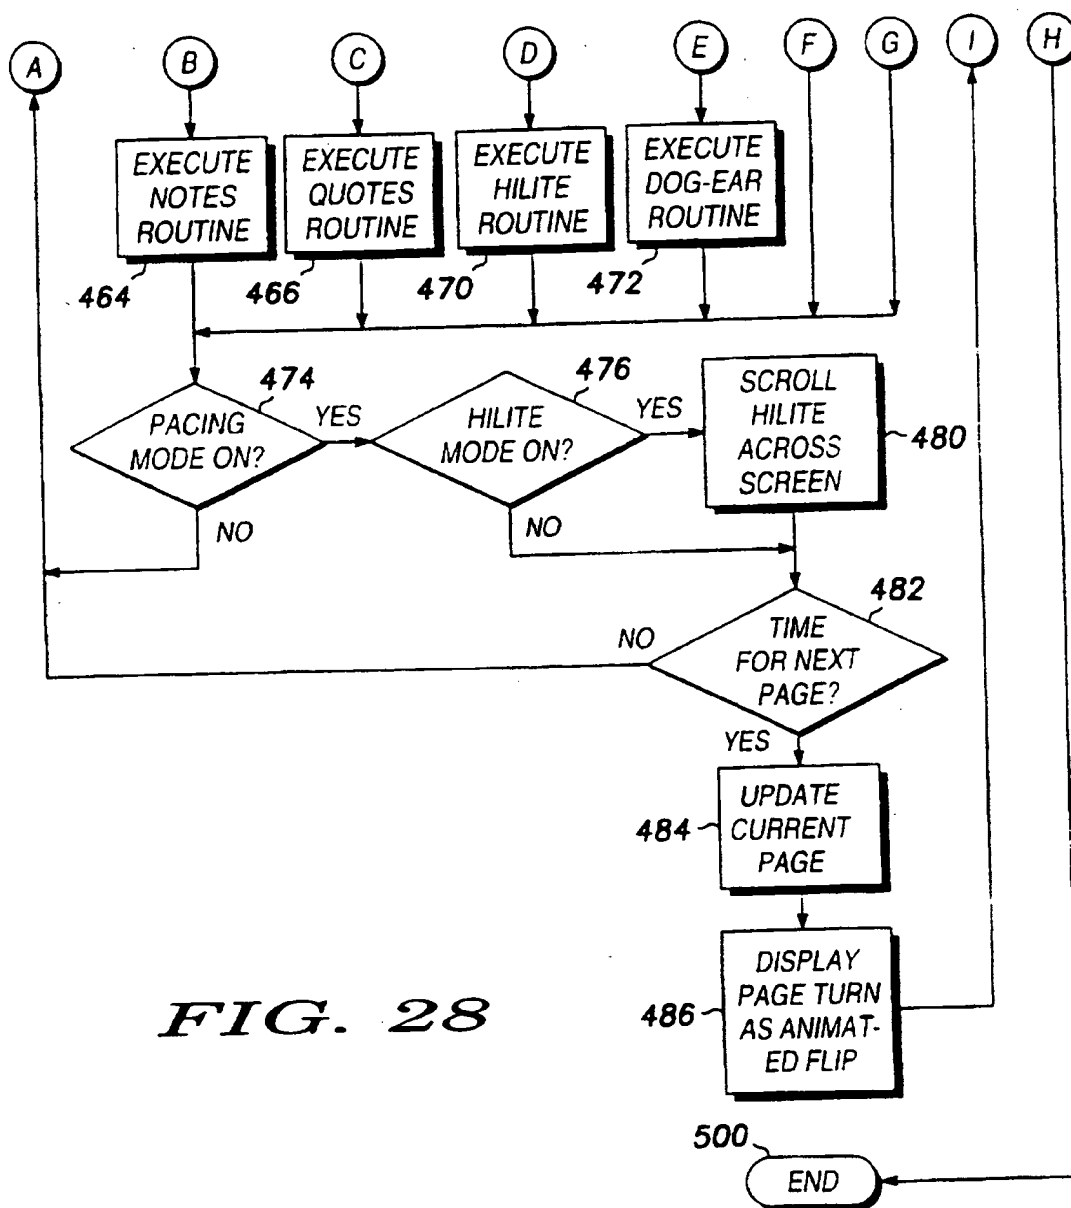 A
B
C
D
E
F
G
I
H
EXECUTE
NOTES
ROUTINE
464
EXECUTE
QUOTES
ROUTINE
466
EXECUTE
HILITE
ROUTINE
470
EXECUTE
DOG-EAR
ROUTINE
472
PACING
MODE ON?
474
YES
NO
HILITE
MODE ON?
476
YES
NO
SCROLL
HILITE
ACROSS
SCREEN
480
TIME
FOR NEXT
PAGE?
482
NO
YES
UPDATE
CURRENT
PAGE
484
DISPLAY
PAGE TURN
AS ANIMAT-
ED FLIP
486
FIG. 28
500
END